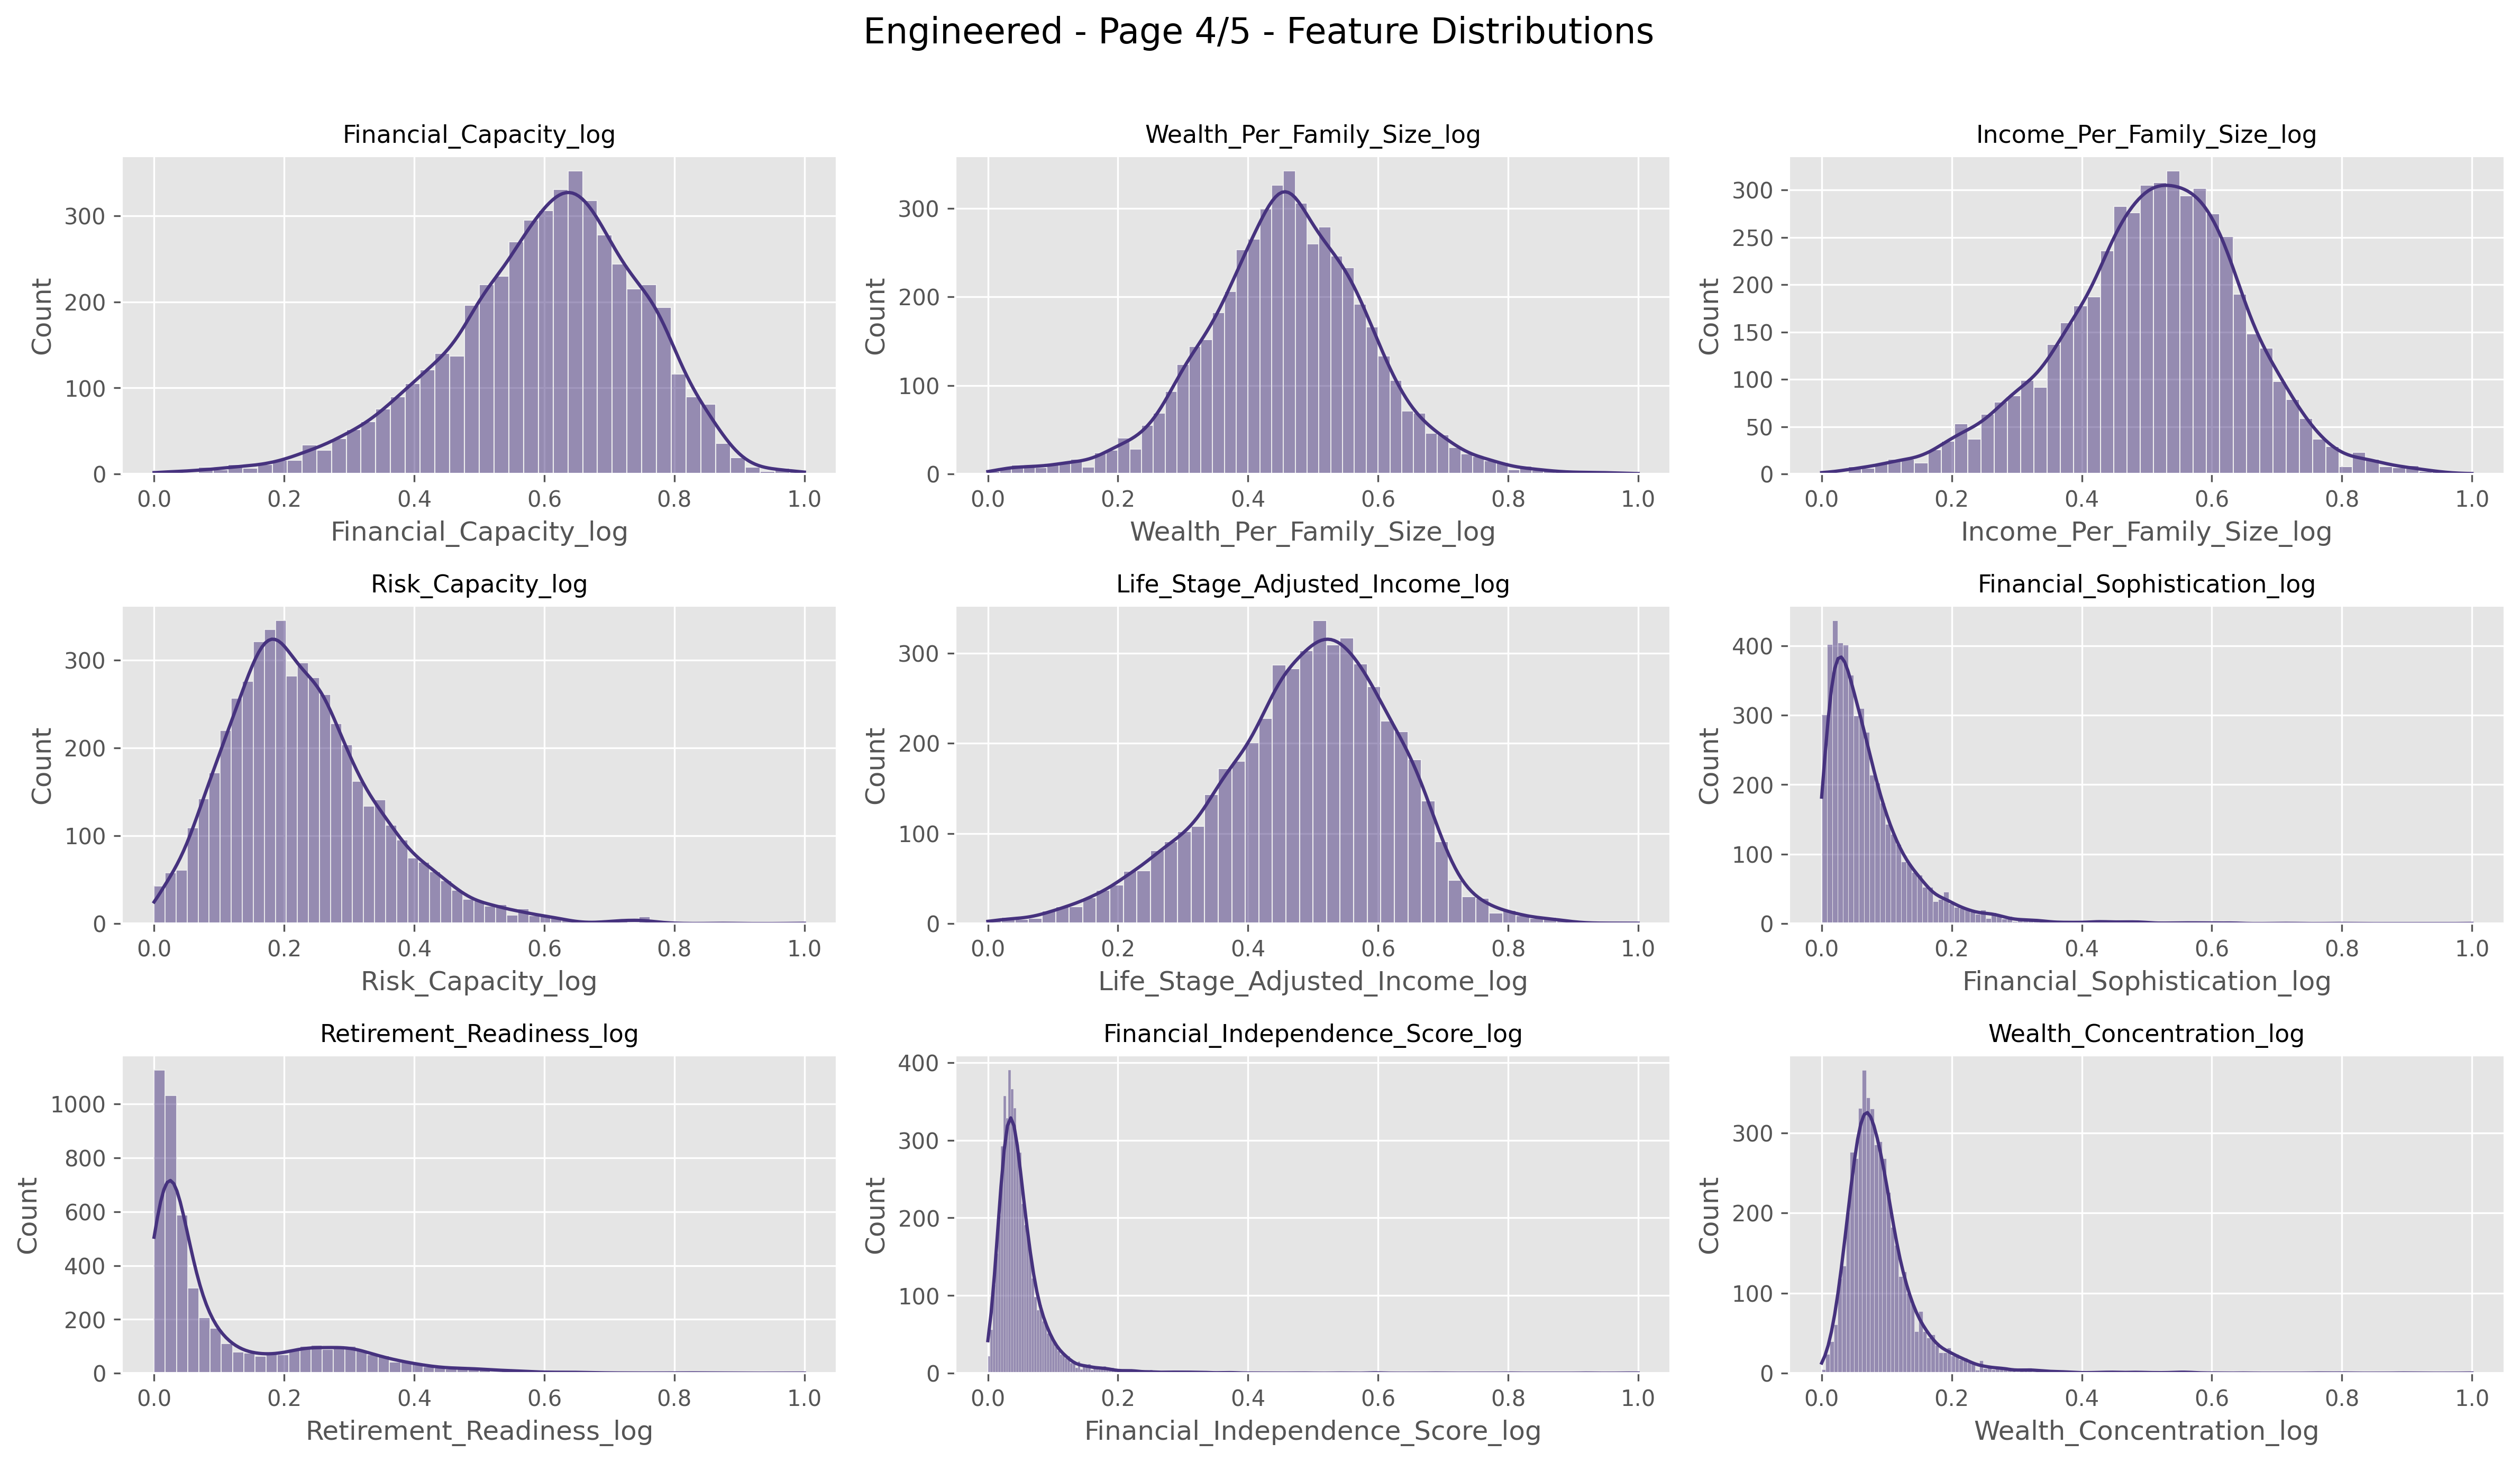 Engineered - Page 4/5 - Feature Distributions
Financial_Capacity_log
Count
300
200
100
0
0.0 0.2 0.4 0.6 0.8 1.0
Financial_Capacity_log
Wealth_Per_Family_Size_log
Count
300
200
100
0
0.0 0.2 0.4 0.6 0.8 1.0
Wealth_Per_Family_Size_log
Income_Per_Family_Size_log
Count
300
250
200
150
100
50
0
0.0 0.2 0.4 0.6 0.8 1.0
Income_Per_Family_Size_log
Risk_Capacity_log
Count
300
200
100
0
0.0 0.2 0.4 0.6 0.8 1.0
Risk_Capacity_log
Life_Stage_Adjusted_Income_log
Count
300
200
100
0
0.0 0.2 0.4 0.6 0.8 1.0
Life_Stage_Adjusted_Income_log
Financial_Sophistication_log
Count
400
300
200
100
0
0.0 0.2 0.4 0.6 0.8 1.0
Financial_Sophistication_log
Retirement_Readiness_log
Count
1000
800
600
400
200
0
0.0 0.2 0.4 0.6 0.8 1.0
Retirement_Readiness_log
Financial_Independence_Score_log
Count
400
300
200
100
0
0.0 0.2 0.4 0.6 0.8 1.0
Financial_Independence_Score_log
Wealth_Concentration_log
Count
300
200
100
0
0.0 0.2 0.4 0.6 0.8 1.0
Wealth_Concentration_log